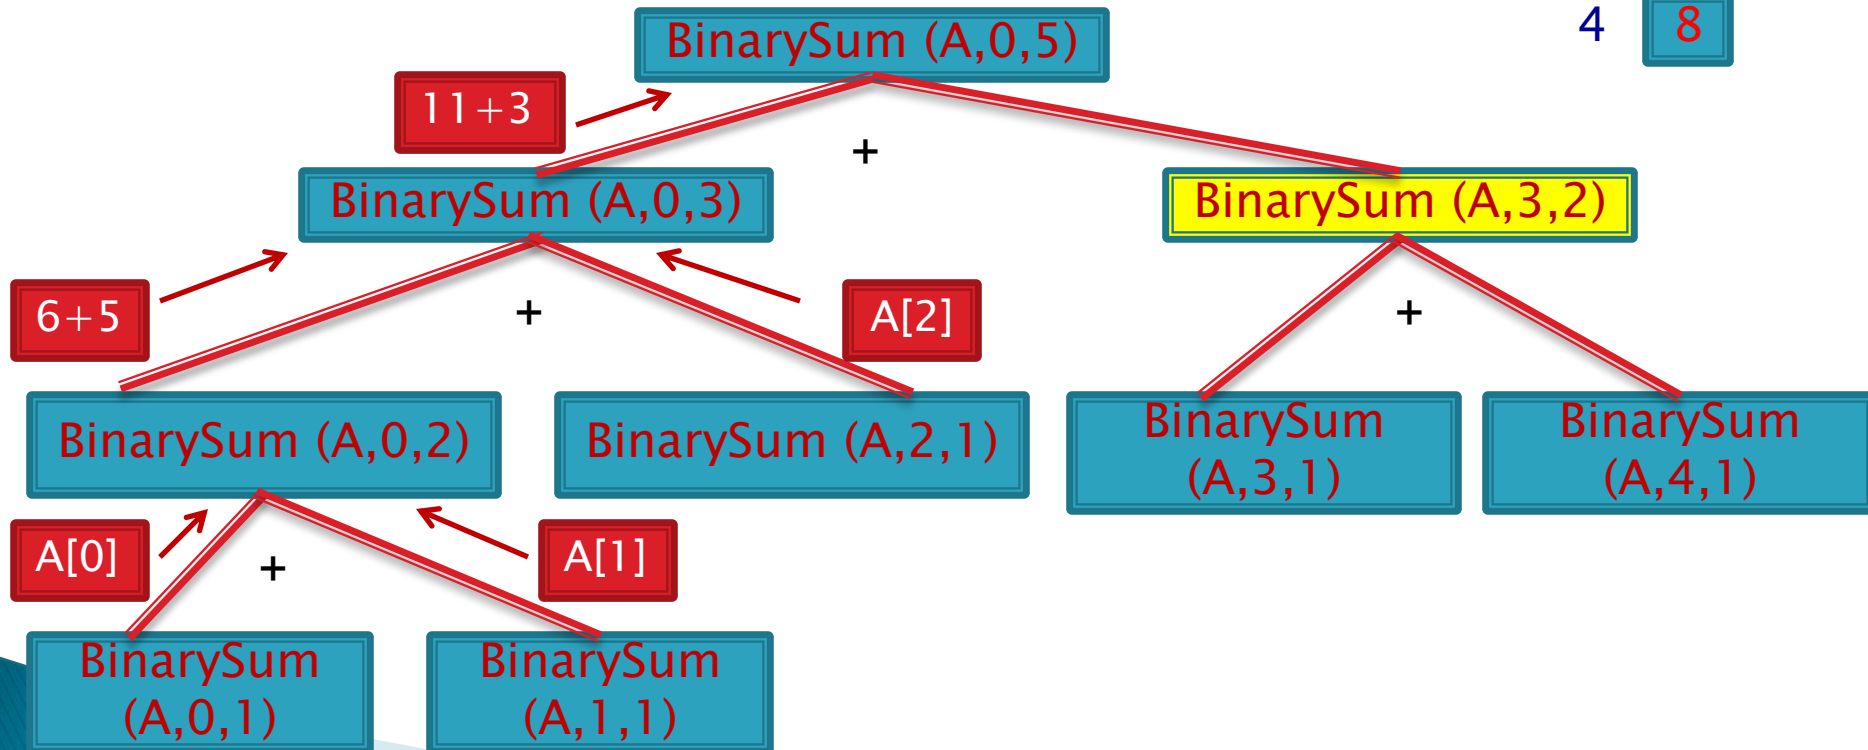 BinarySum (A,0,5)
4 8
11+3
+
BinarySum (A,0,3)
BinarySum (A,3,2)
6+5
+
A[2]
+
BinarySum (A,0,2)
BinarySum (A,2,1)
BinarySum
(A,3,1)
BinarySum
(A,4,1)
A[0]
+
A[1]
BinarySum
(A,0,1)
BinarySum
(A,1,1)